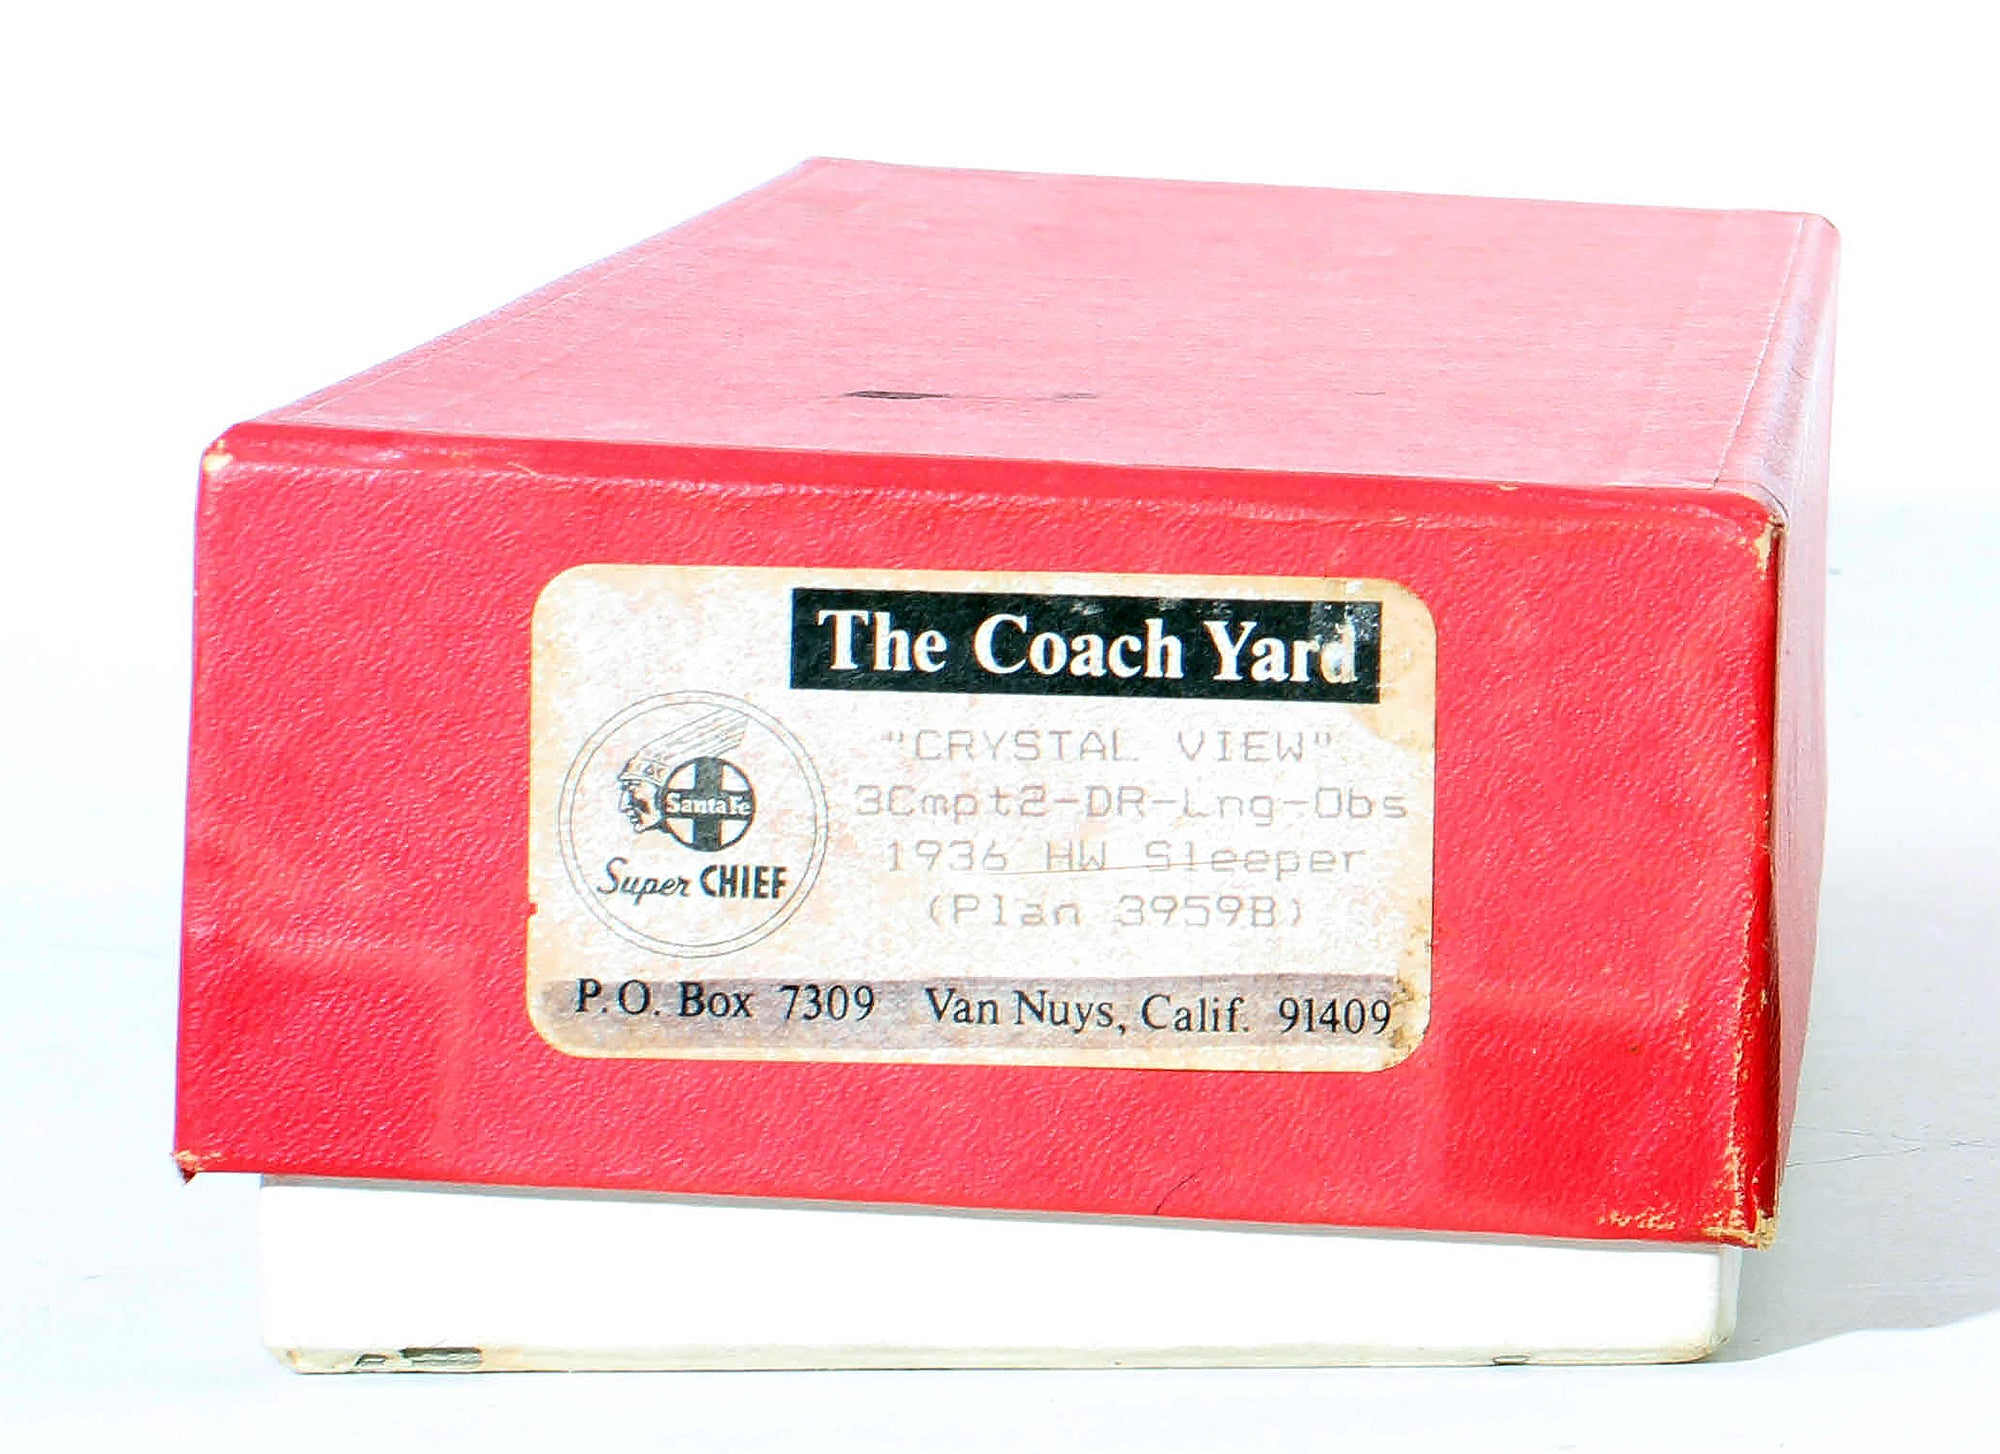 The Coach Yard
"CRYSTAL VIEW"
3Cmpt2-DR-Lng-Obs
1936 HW Sleeper
(Plan 3959B)
Santa Fe
Super CHIEF
P.O. Box 7309 Van Nuys, Calif. 91409